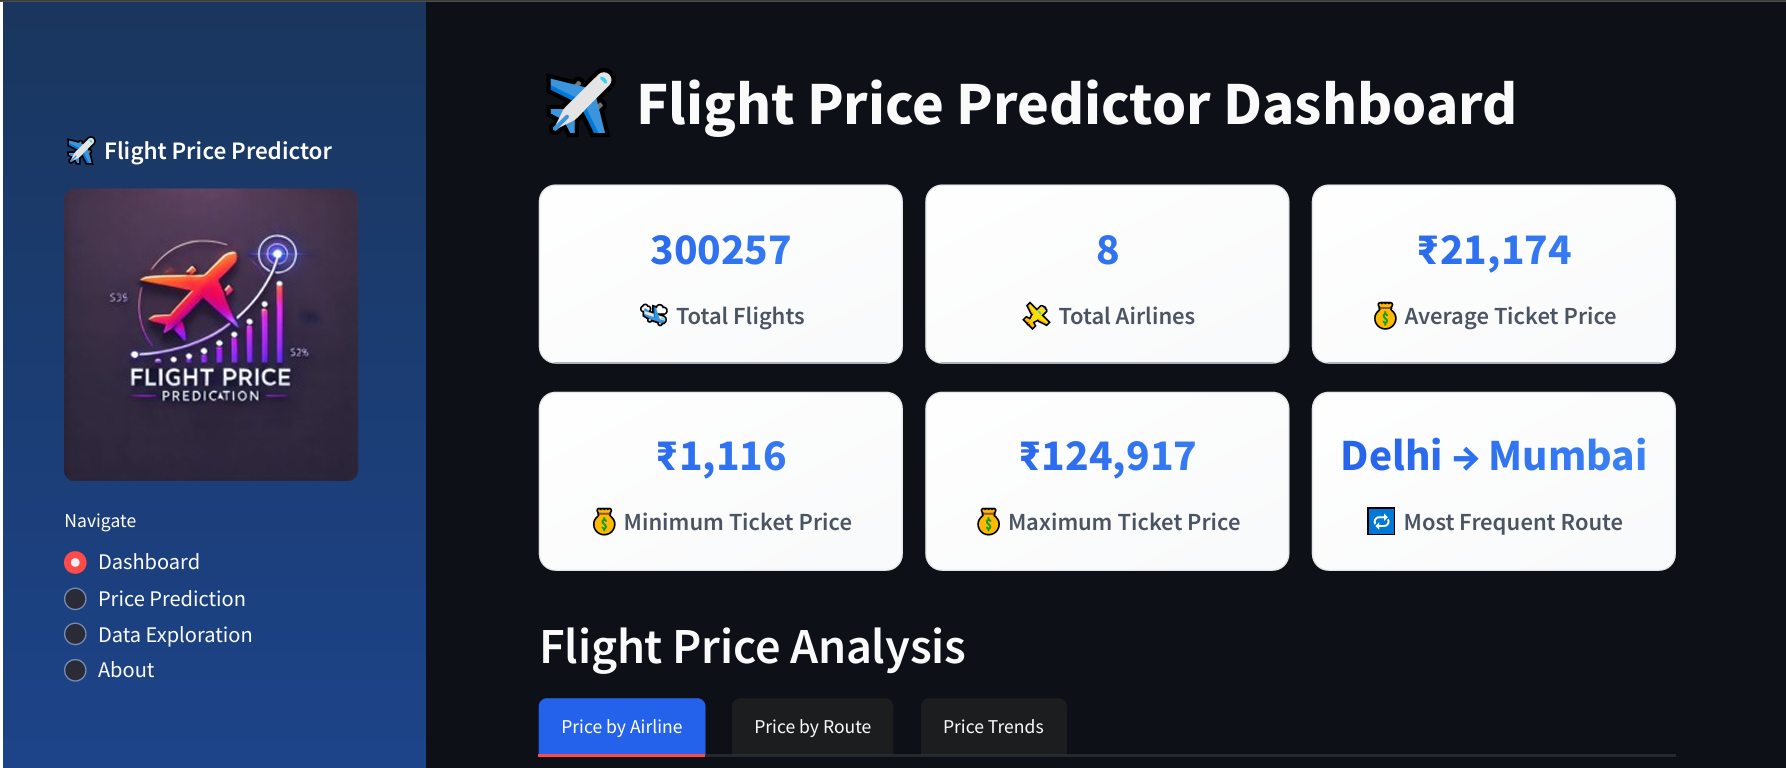 Flight Price Predictor
FLIGHT PRICE
PREDICATION
Navigate
Dashboard
Price Prediction
Data Exploration
About
Flight Price Predictor Dashboard
300257
Total Flights
8
Total Airlines
₹21,174
Average Ticket Price
₹1,116
Minimum Ticket Price
₹124,917
Maximum Ticket Price
Delhi → Mumbai
Most Frequent Route
Flight Price Analysis
Price by Airline
Price by Route
Price Trends